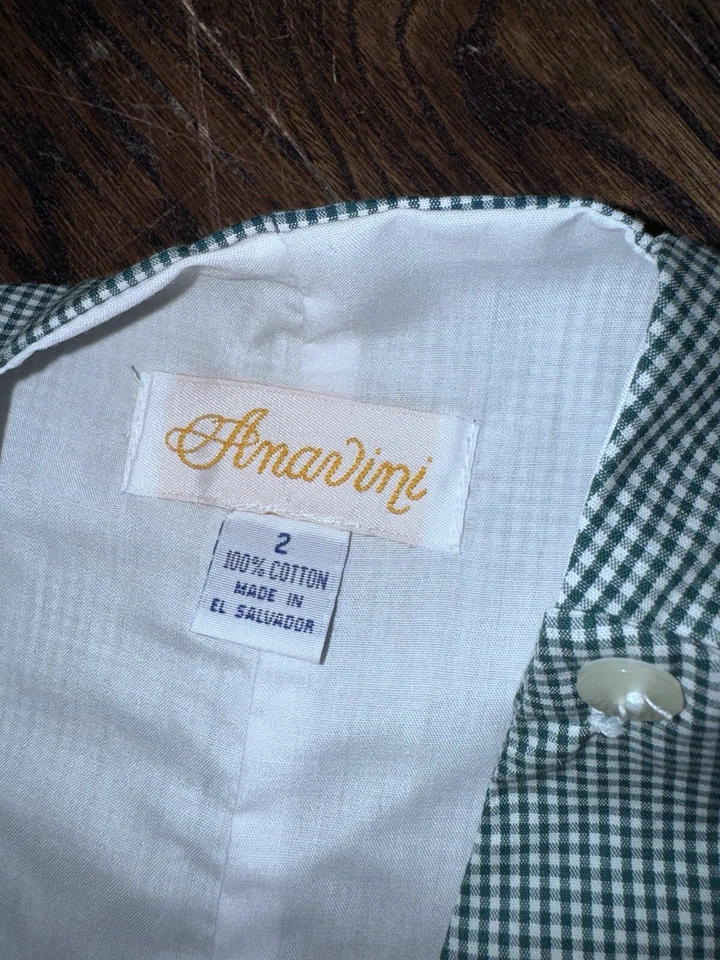 Anavini
2
100% COTTON
MADE IN
EL SALVADOR